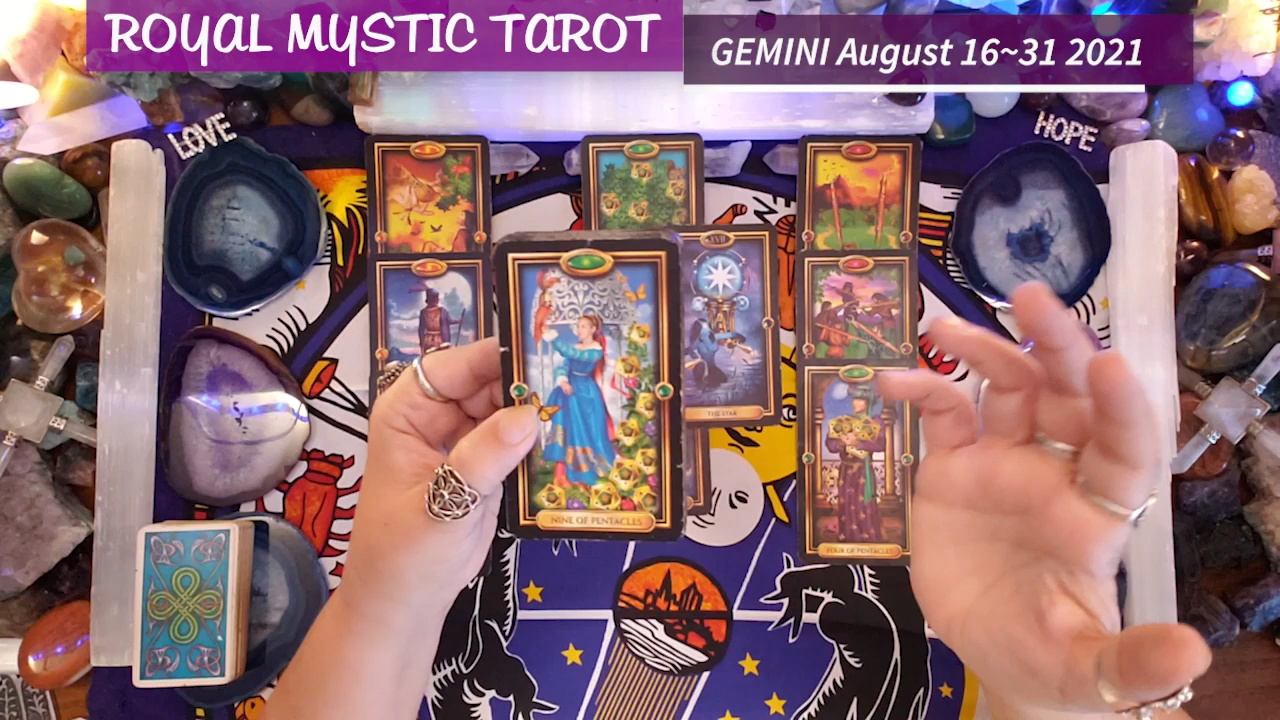 ROYAL MYSTIC TAROT
GEMINI August 16~31 2021
LOVE
HOPE
XVII
THE STAR
NINE OF PENTACLES
FOUR OF PENTACLES